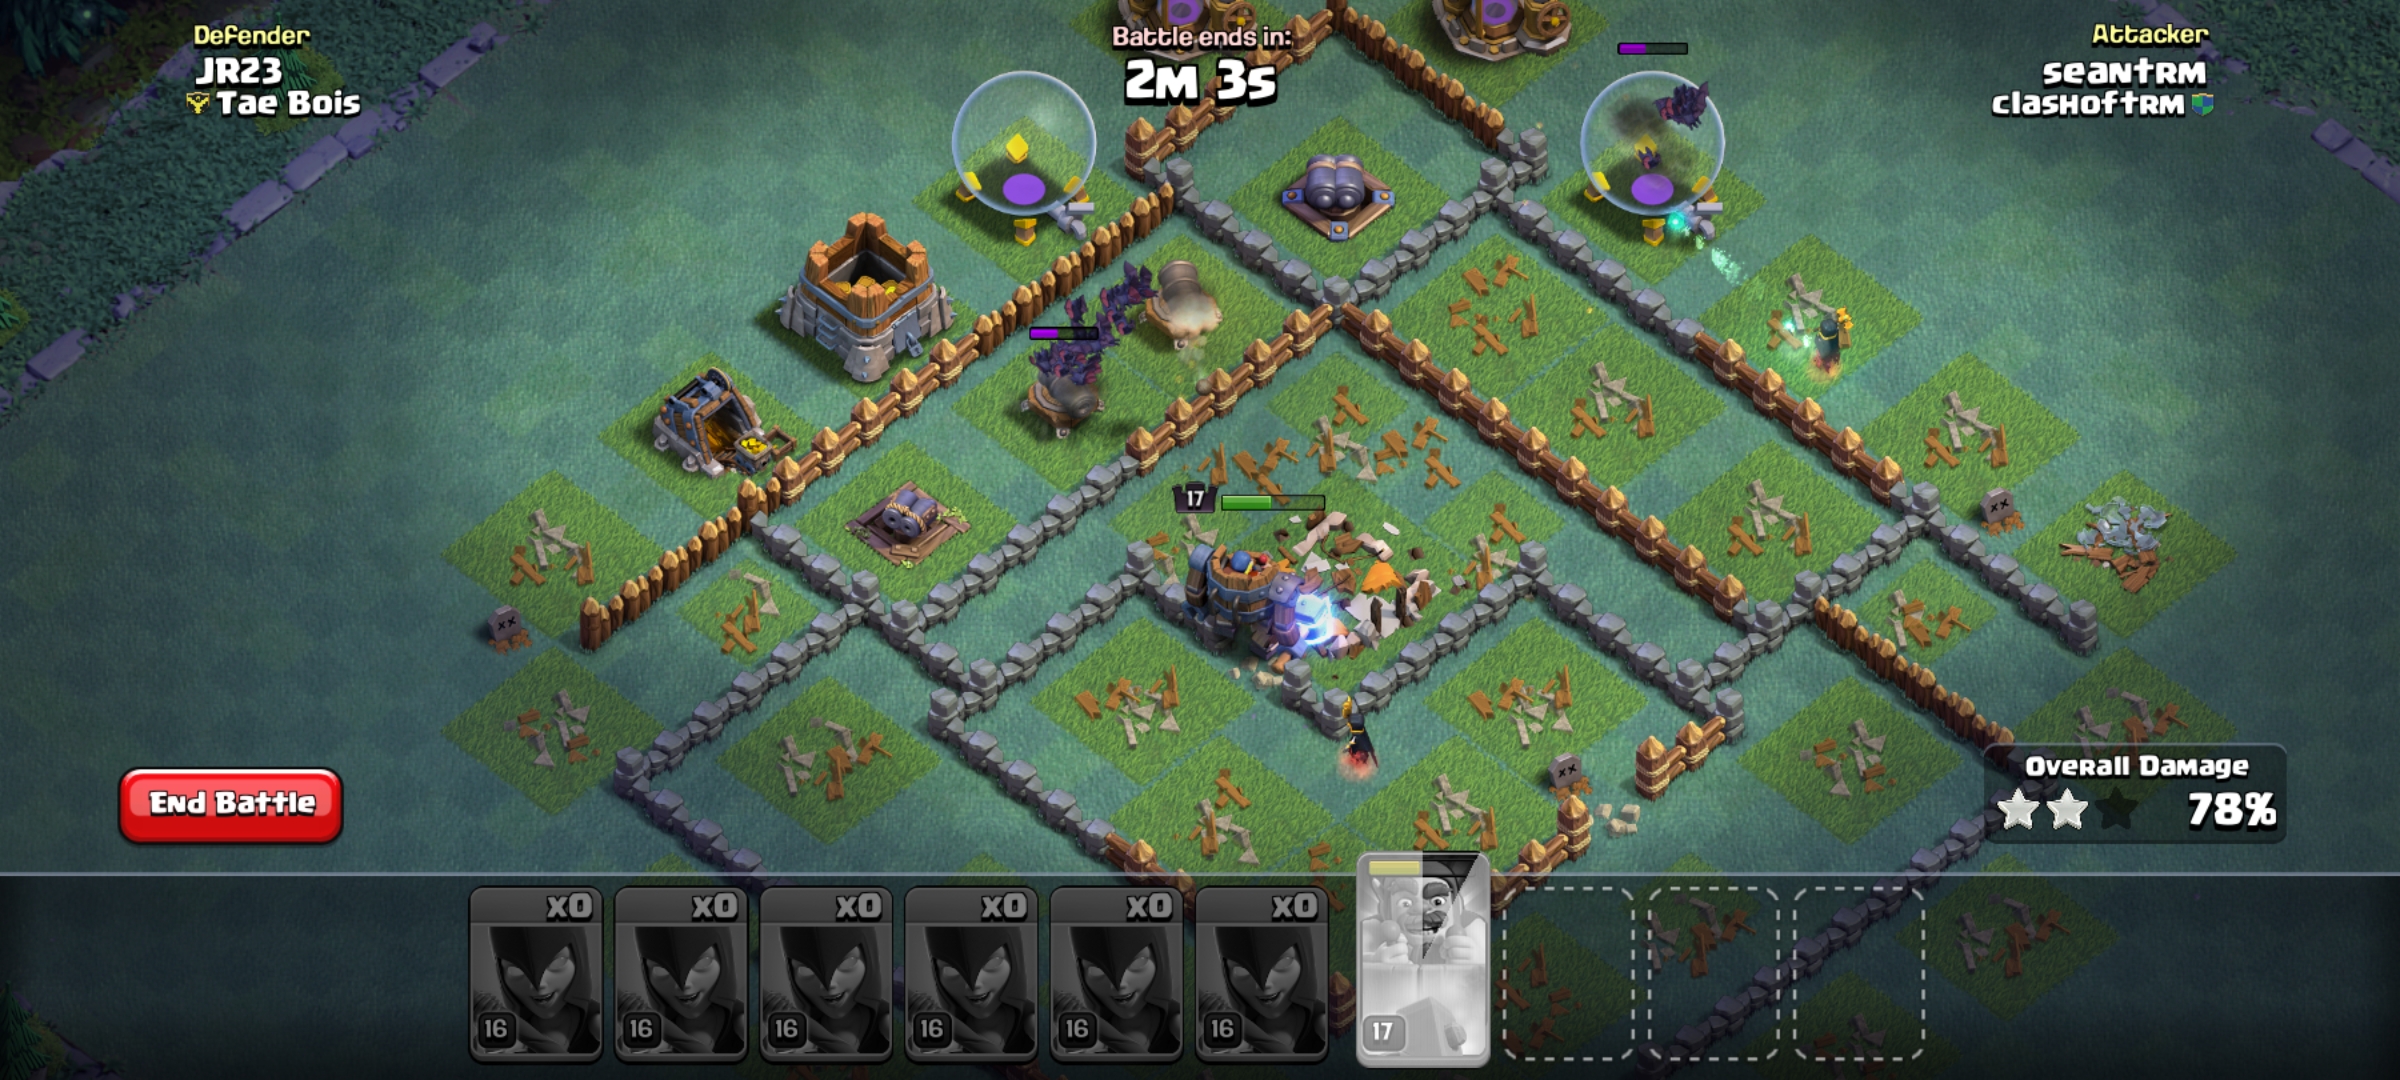 Defender
JR23
Tae Bois
Battle ends in:
2M 3s
Attacker
seantRM
clashoftRM
17
End Battle
Overall Damage
78%
x0 x0 x0 x0 x0 x0
16 16 16 16 16 16 17